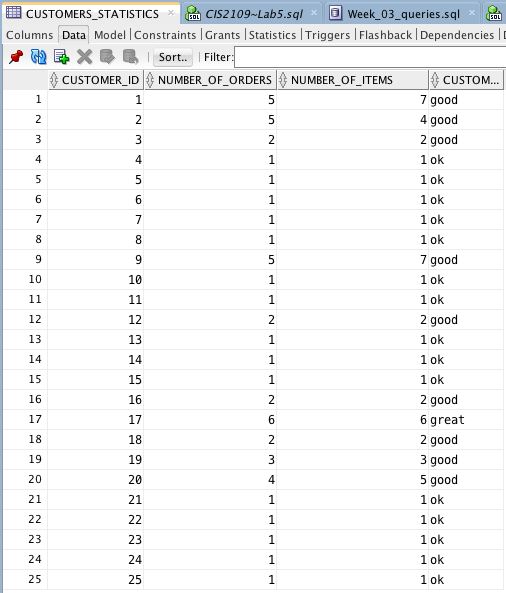 CUSTOMERS_STATISTICS CIS2109~Lab5.sql Week_03_queries.sql
Columns Data Model Constraints Grants Statistics Triggers Flashback Dependencies
Sort.. Filter:
CUSTOMER_ID NUMBER_OF_ORDERS NUMBER_OF_ITEMS CUSTOM...
1 1 5 7 good
2 2 5 4 good
3 3 2 2 good
4 4 1 1 ok
5 5 1 1 ok
6 6 1 1 ok
7 7 1 1 ok
8 8 1 1 ok
9 9 5 7 good
10 10 1 1 ok
11 11 1 1 ok
12 12 2 2 good
13 13 1 1 ok
14 14 1 1 ok
15 15 1 1 ok
16 16 2 2 good
17 17 6 6 great
18 18 2 2 good
19 19 3 3 good
20 20 4 5 good
21 21 1 1 ok
22 22 1 1 ok
23 23 1 1 ok
24 24 1 1 ok
25 25 1 1 ok